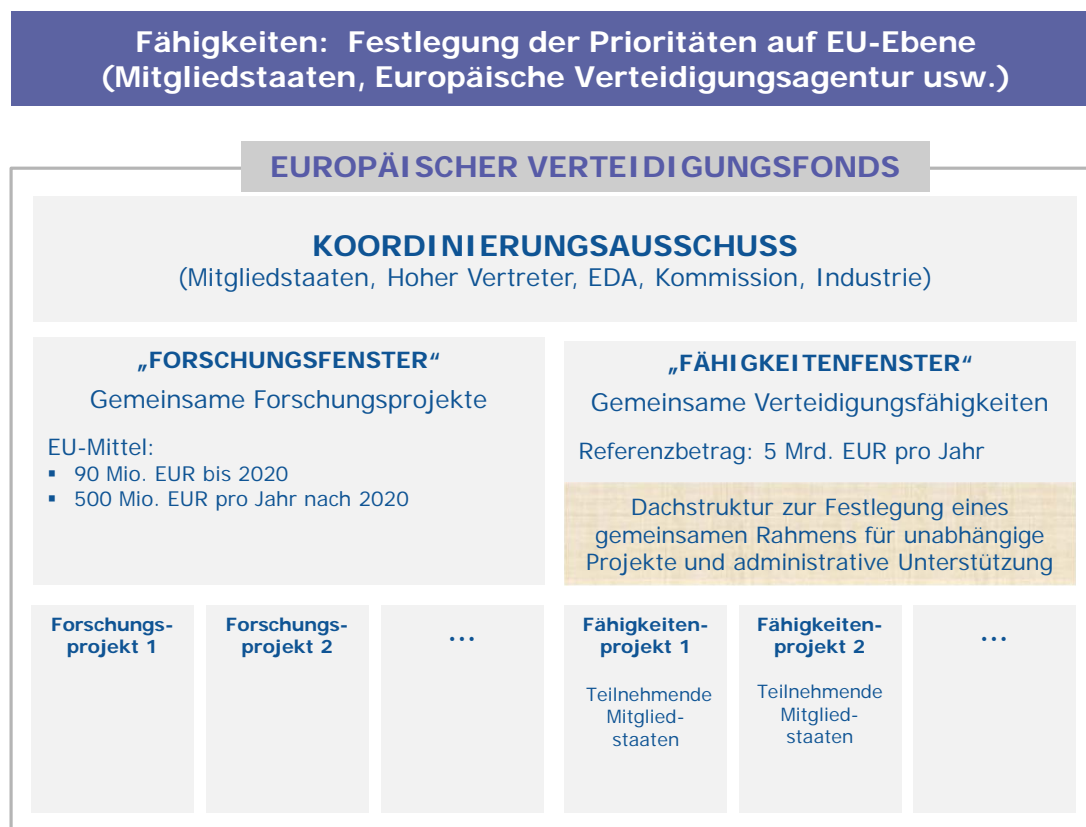 Fähigkeiten: Festlegung der Prioritäten auf EU-Ebene
(Mitgliedstaaten, Europäische Verteidigungsagentur usw.)
EUROPÄISCHER VERTEIDIGUNGSFONDS
KOORDINIERUNGSAUSSCHUSS
(Mitgliedstaaten, Hoher Vertreter, EDA, Kommission, Industrie)
„FORSCHUNGSFENSTER“
Gemeinsame Forschungsprojekte
EU-Mittel:
▪ 90 Mio. EUR bis 2020
▪ 500 Mio. EUR pro Jahr nach 2020
„FÄHIGKEITENFENSTER“
Gemeinsame Verteidigungsfähigkeiten
Referenzbetrag: 5 Mrd. EUR pro Jahr
Dachstruktur zur Festlegung eines
gemeinsamen Rahmens für unabhängige
Projekte und administrative Unterstützung
Forschungs-
projekt 1
Forschungs-
projekt 2
...
Fähigkeiten-
projekt 1
Teilnehmende
Mitglied-
staaten
Fähigkeiten-
projekt 2
Teilnehmende
Mitglied-
staaten
...